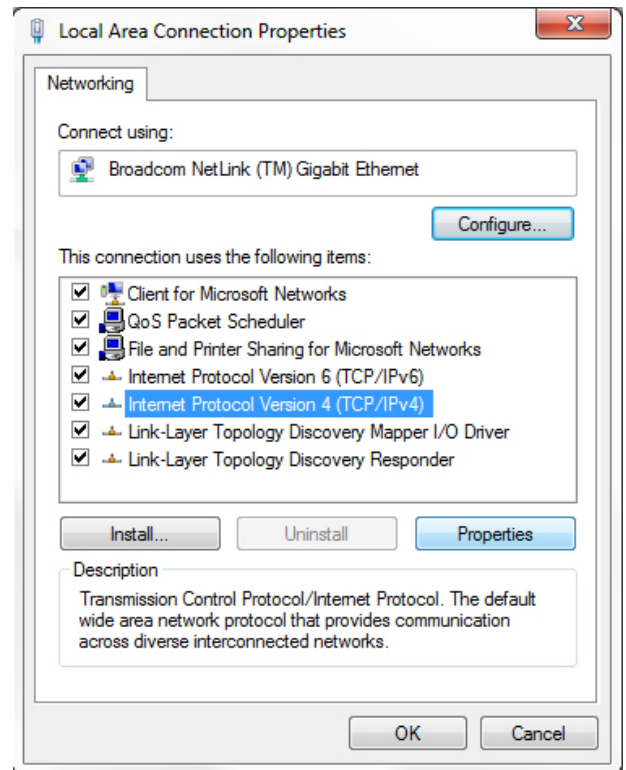 Local Area Connection Properties
Networking
Connect using:
Broadcom NetLink (TM) Gigabit Ethernet
Configure...
This connection uses the following items:
Client for Microsoft Networks
QoS Packet Scheduler
File and Printer Sharing for Microsoft Networks
Internet Protocol Version 6 (TCP/IPv6)
Internet Protocol Version 4 (TCP/IPv4)
Link-Layer Topology Discovery Mapper I/O Driver
Link-Layer Topology Discovery Responder
Install...
Uninstall
Properties
Description
Transmission Control Protocol/Internet Protocol. The default
wide area network protocol that provides communication
across diverse interconnected networks.
OK
Cancel